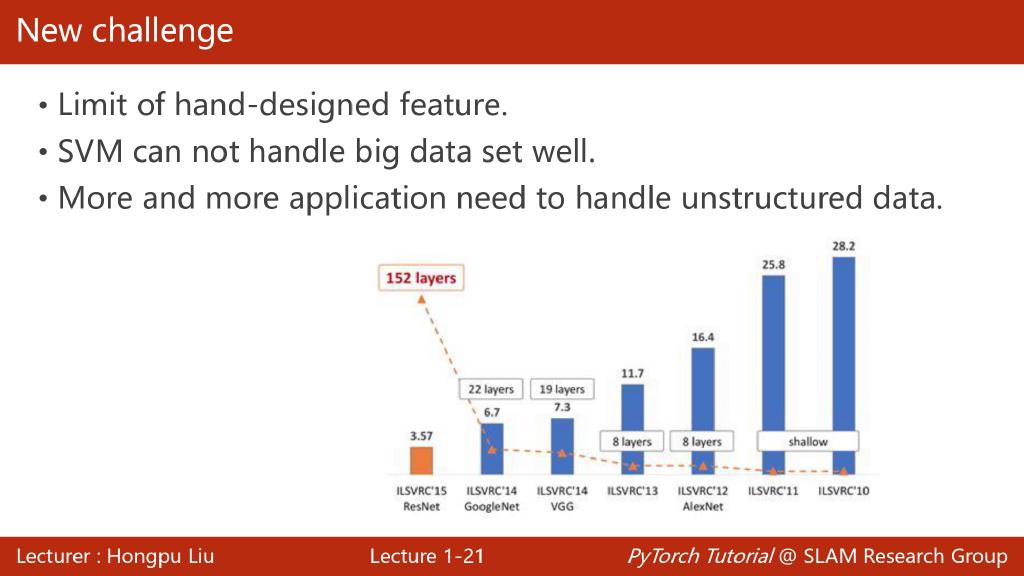 New challenge
• Limit of hand-designed feature.
• SVM can not handle big data set well.
• More and more application need to handle unstructured data.
28.2
25.8
152 layers
16.4
11.7
22 layers
19 layers
6.7
7.3
3.57
8 layers
8 layers
shallow
ILSVRC'15
ResNet
ILSVRC'14
GoogleNet
ILSVRC'14
VGG
ILSVRC'13
ILSVRC'12
AlexNet
ILSVRC'11
ILSVRC'10
Lecturer : Hongpu Liu
Lecture 1-21
PyTorch Tutorial @ SLAM Research Group